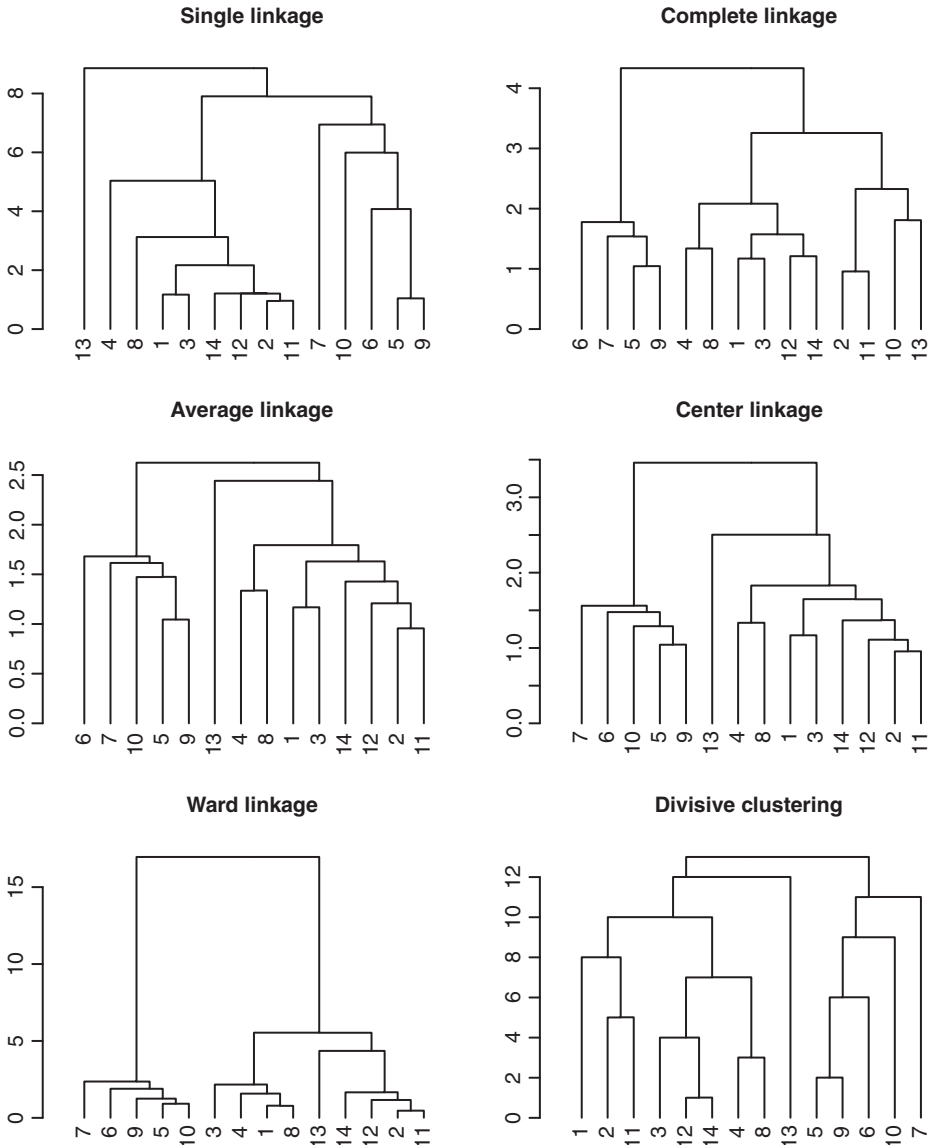 Single linkage
8
6
4
2
0
13 4 8 1 3 14 12 2 11 7 10 6 5 9
Complete linkage
4
3
2
1
0
6 7 5 9 4 8 1 3 12 14 2 11 10 13
Average linkage
2.5
2.0
1.5
1.0
0.5
0.0
6 7 10 5 9 13 4 8 1 3 14 12 2 11
Center linkage
3.0
2.0
1.0
0.0
7 6 10 5 9 13 4 8 1 3 14 12 2 11
Ward linkage
15
10
5
0
7 6 9 5 10 3 4 1 8 13 14 12 2 11
Divisive clustering
12
10
8
6
4
2
0
1 2 11 3 12 14 4 8 13 5 9 6 10 7